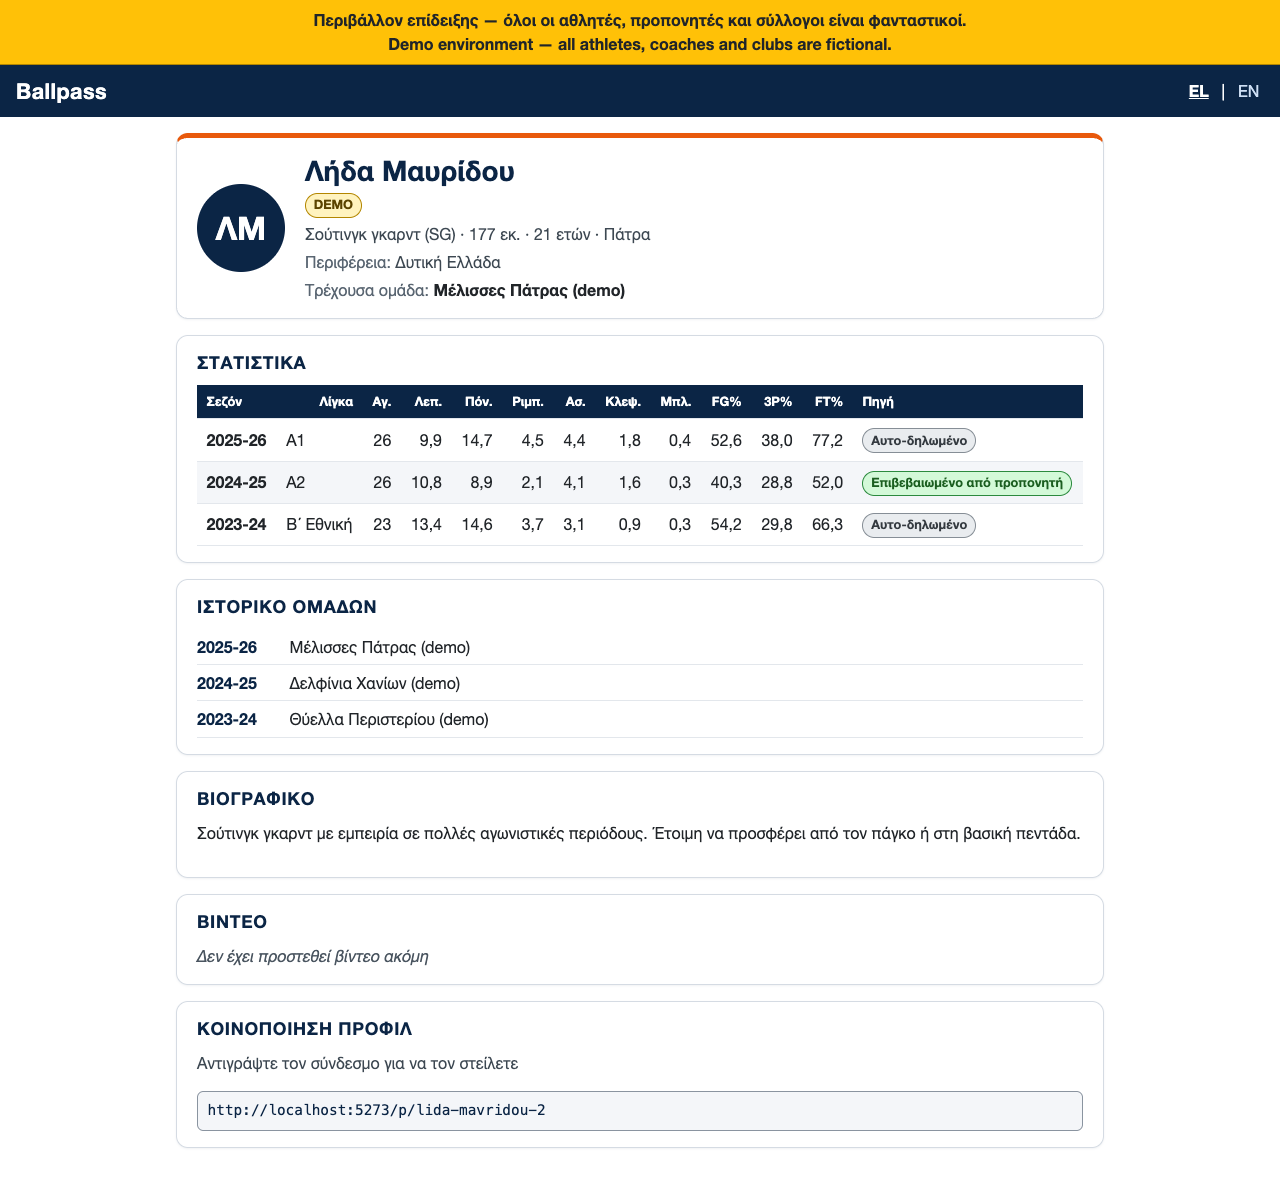 Περιβάλλον επίδειξης — όλοι οι αθλητές, προπονητές και σύλλογοι είναι φανταστικοί.
Demo environment — all athletes, coaches and clubs are fictional.
Ballpass EL | EN
ΛΜ
Λήδα Μαυρίδου
DEMO
Σούτινγκ γκαρντ (SG) · 177 εκ. · 21 ετών · Πάτρα
Περιφέρεια: Δυτική Ελλάδα
Τρέχουσα ομάδα: Μέλισσες Πάτρας (demo)
ΣΤΑΤΙΣΤΙΚΑ
Σεζόν Λίγκα Αγ. Λεπ. Πόν. Ριμπ. Ασ. Κλεψ. Μπλ. FG% 3P% FT% Πηγή
2025-26 Α1 26 9,9 14,7 4,5 4,4 1,8 0,4 52,6 38,0 77,2 Αυτο-δηλωμένο
2024-25 Α2 26 10,8 8,9 2,1 4,1 1,6 0,3 40,3 28,8 52,0 Επιβεβαιωμένο από προπονητή
2023-24 Β΄ Εθνική 23 13,4 14,6 3,7 3,1 0,9 0,3 54,2 29,8 66,3 Αυτο-δηλωμένο
ΙΣΤΟΡΙΚΟ ΟΜΑΔΩΝ
2025-26 Μέλισσες Πάτρας (demo)
2024-25 Δελφίνια Χανίων (demo)
2023-24 Θύελλα Περιστερίου (demo)
ΒΙΟΓΡΑΦΙΚΟ
Σούτινγκ γκαρντ με εμπειρία σε πολλές αγωνιστικές περιόδους. Έτοιμη να προσφέρει από τον πάγκο ή στη βασική πεντάδα.
ΒΙΝΤΕΟ
Δεν έχει προστεθεί βίντεο ακόμη
ΚΟΙΝΟΠΟΙΗΣΗ ΠΡΟΦΙΛ
Αντιγράψτε τον σύνδεσμο για να τον στείλετε
http://localhost:5273/p/lida-mavridou-2